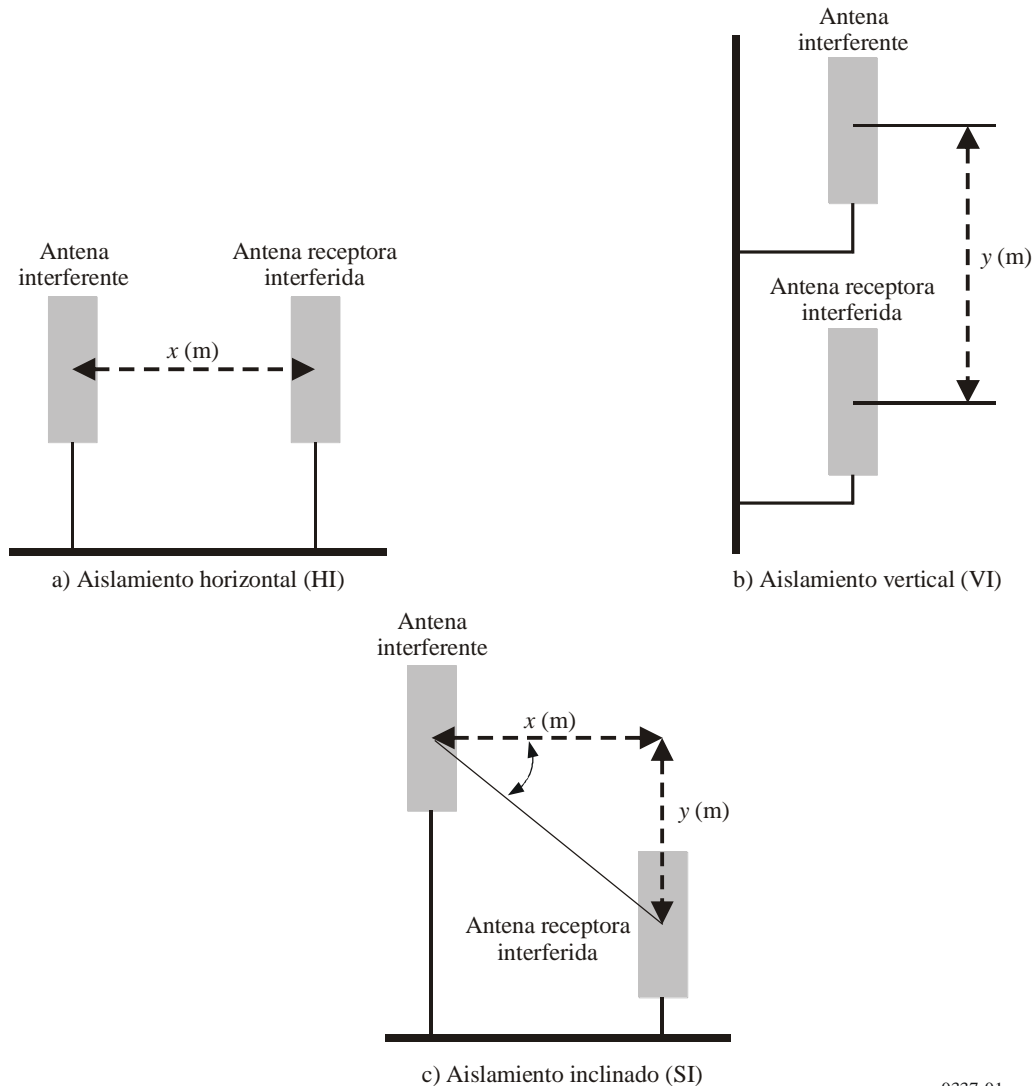 Antena
interferente
Antena receptora
interferida
x (m)
a) Aislamiento horizontal (HI)
Antena
interferente
y (m)
Antena receptora
interferida
b) Aislamiento vertical (VI)
Antena
interferente
x (m)
y (m)
Antena receptora
interferida
c) Aislamiento inclinado (SI)